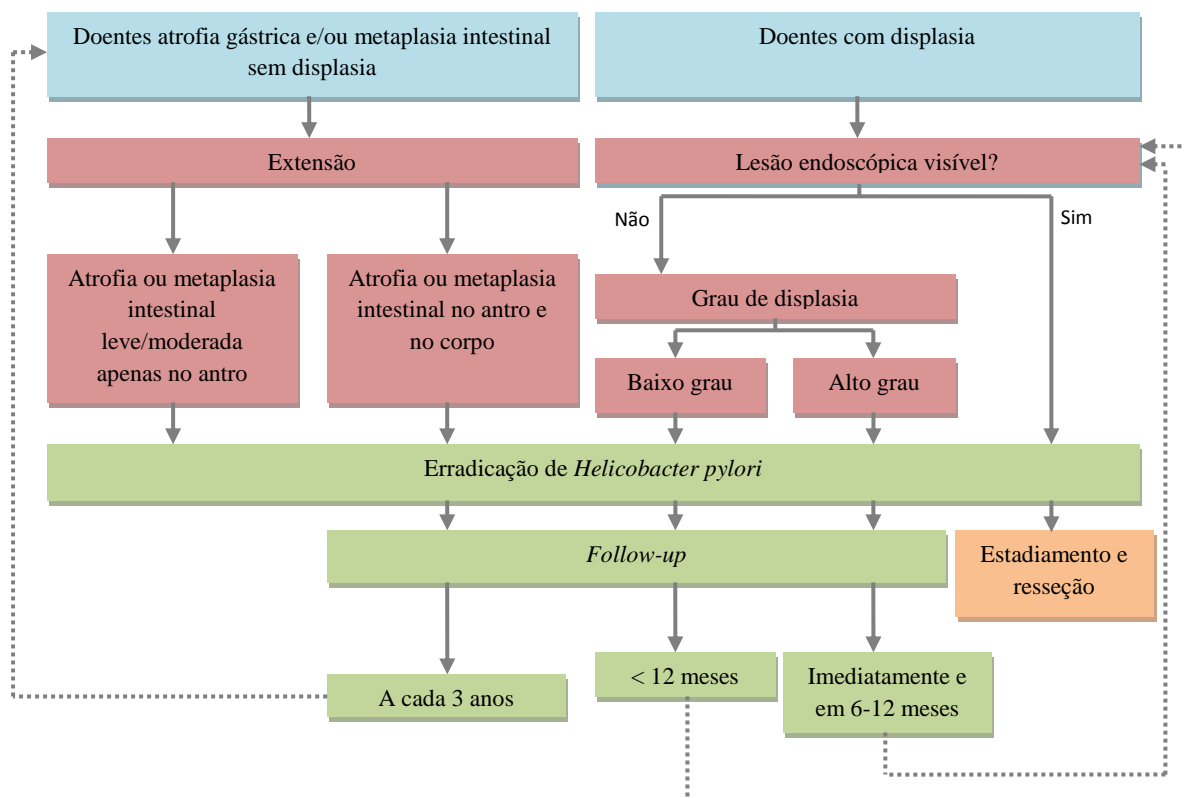 Doentes atrofia gástrica e/ou metaplasia intestinal
sem displasia
Doentes com displasia
Extensão
Lesão endoscópica visível?
Não
Sim
Atrofia ou metaplasia
intestinal
leve/moderada
apenas no antro
Atrofia ou metaplasia
intestinal no antro e
no corpo
Grau de displasia
Baixo grau
Alto grau
Erradicação de Helicobacter pylori
Follow-up
Estadiamento e
resseção
A cada 3 anos
< 12 meses
Imediatamente e
em 6-12 meses